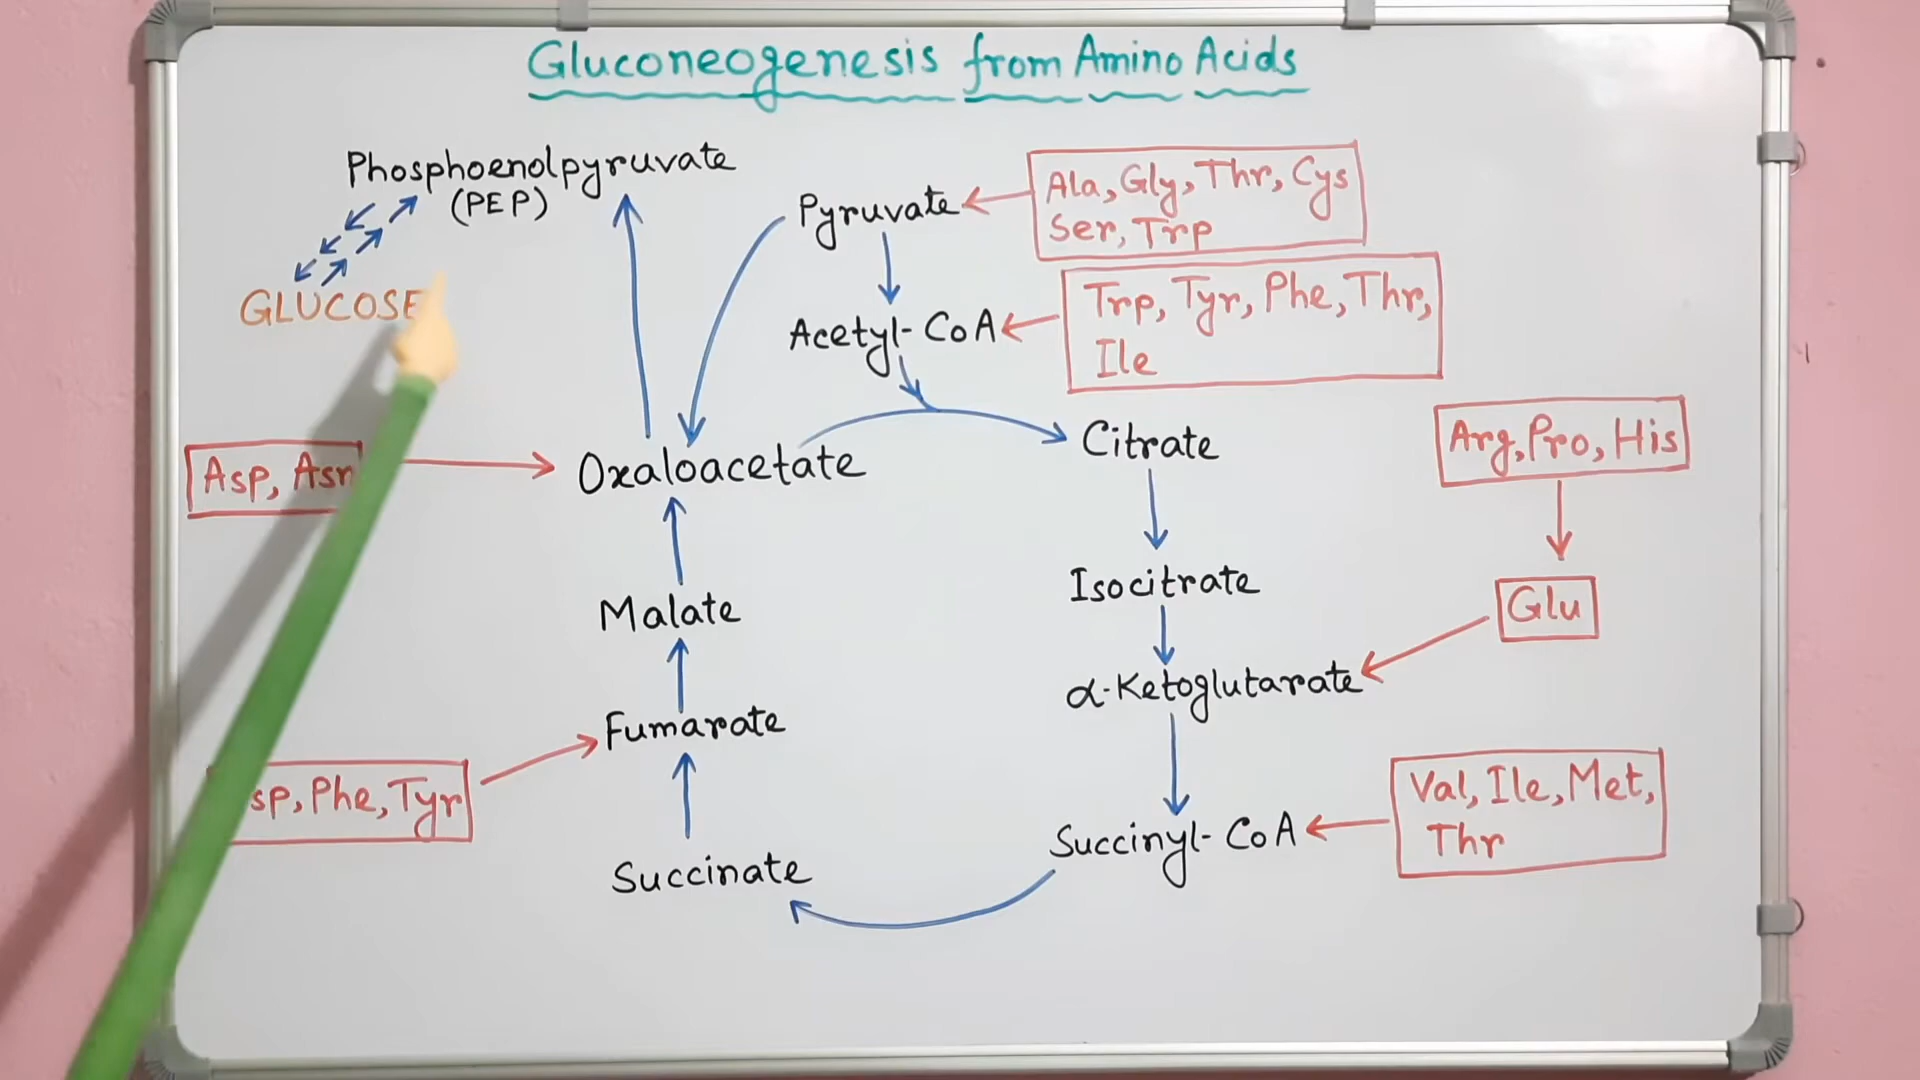 Gluconeogenesis from Amino Acids
Phosphoenolpyruvate
(PEP)
GLUCOSE
Pyruvate
Ala, Gly, Thr, Cys
Ser, Trp
Acetyl-CoA
Trp, Tyr, Phe, Thr,
Ile
Asp, Asn
Oxaloacetate
Citrate
Arg, Pro, His
Malate
Isocitrate
Glu
α-Ketoglutarate
Fumarate
Phe, Tyr
Succinate
Succinyl-CoA
Val, Ile, Met,
Thr